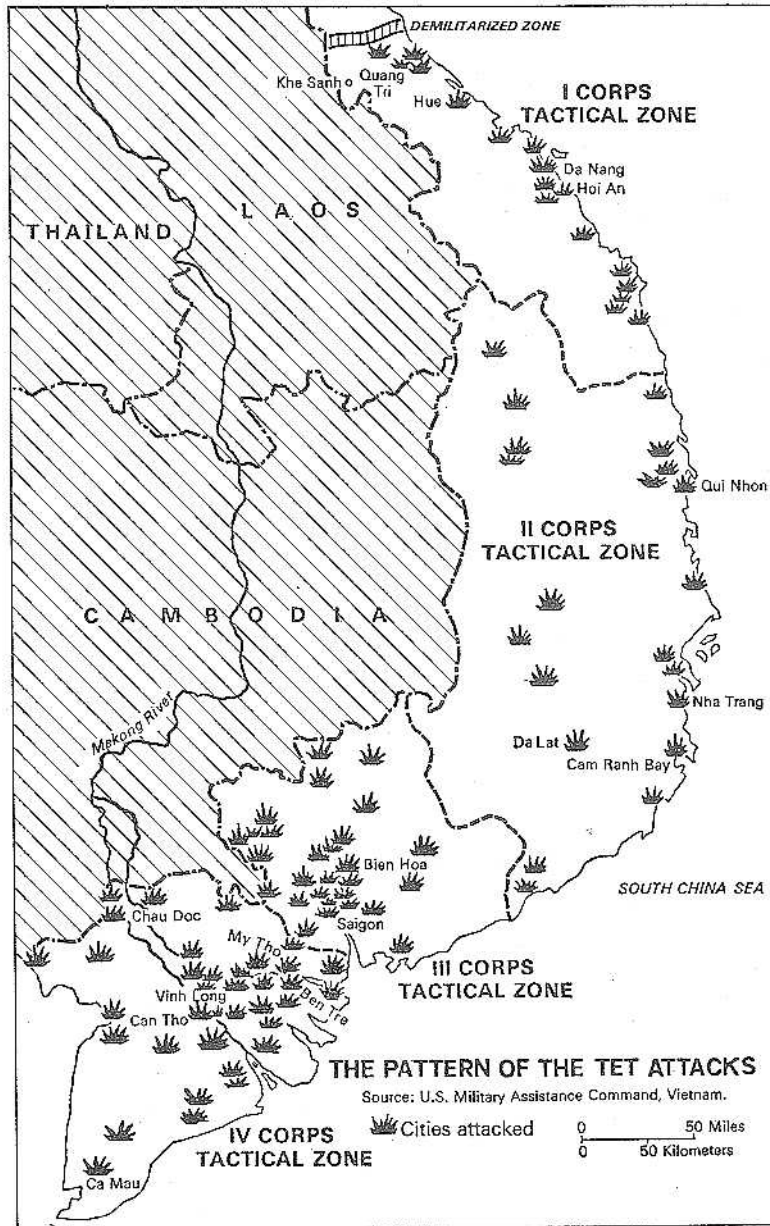 DEMILITARIZED ZONE
Khe Sanh
Quang
Tri
Hue
I CORPS
TACTICAL ZONE
Da Nang
Hoi An
LAOS
THAILAND
Qui Nhon
II CORPS
TACTICAL ZONE
CAMBODIA
Mekong River
Nha Trang
Da Lat
Cam Ranh Bay
Bien Hoa
SOUTH CHINA SEA
Chau Doc
Saigon
My Tho
III CORPS
TACTICAL ZONE
Vinh Long
Ben Tre
Can Tho
THE PATTERN OF THE TET ATTACKS
Source: U.S. Military Assistance Command, Vietnam.
Cities attacked
0 50 Miles
0 50 Kilometers
IV CORPS
TACTICAL ZONE
Ca Mau